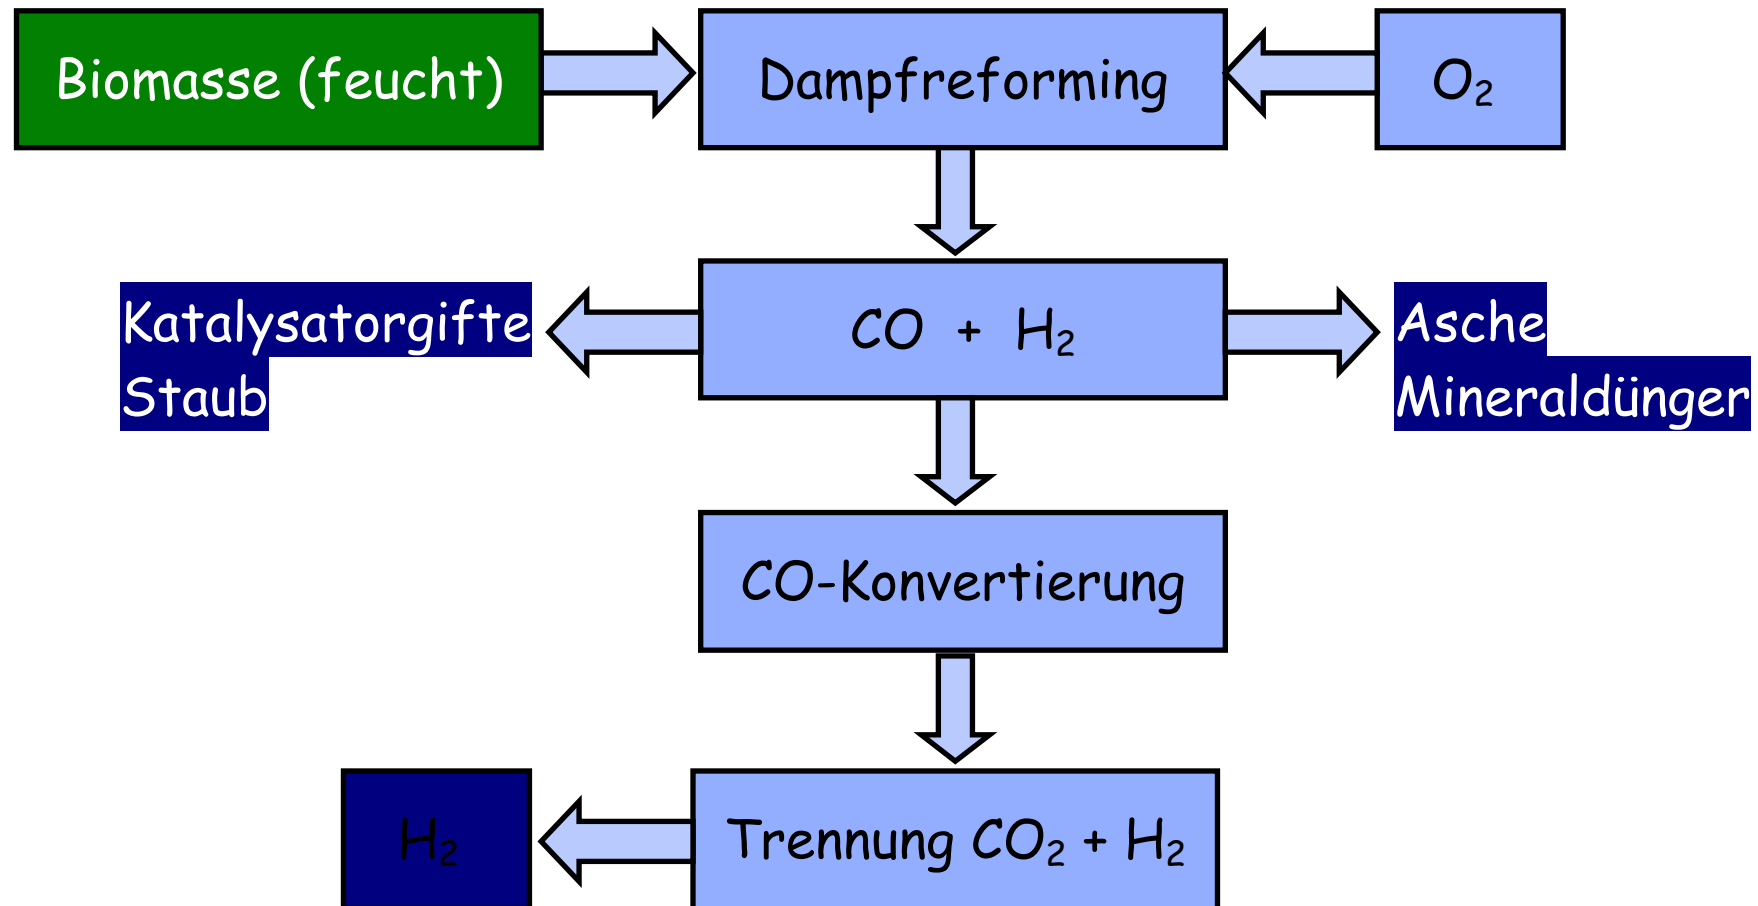 Biomasse (feucht)
Dampfreforming
O₂
Katalysatorgifte
Staub
CO + H₂
Asche
Mineraldünger
CO-Konvertierung
H₂
Trennung CO₂ + H₂